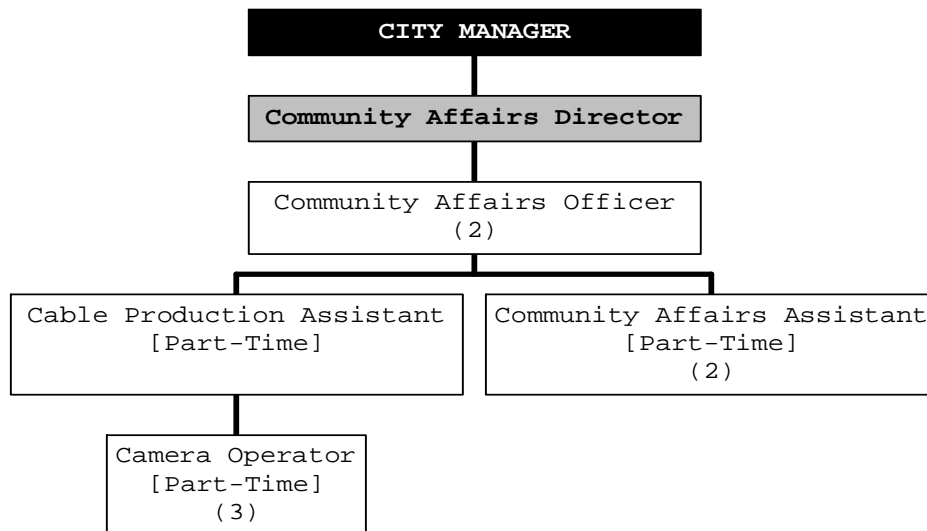 CITY MANAGER
Community Affairs Director
Community Affairs Officer
(2)
Cable Production Assistant
[Part-Time]
Community Affairs Assistant
[Part-Time]
(2)
Camera Operator
[Part-Time]
(3)